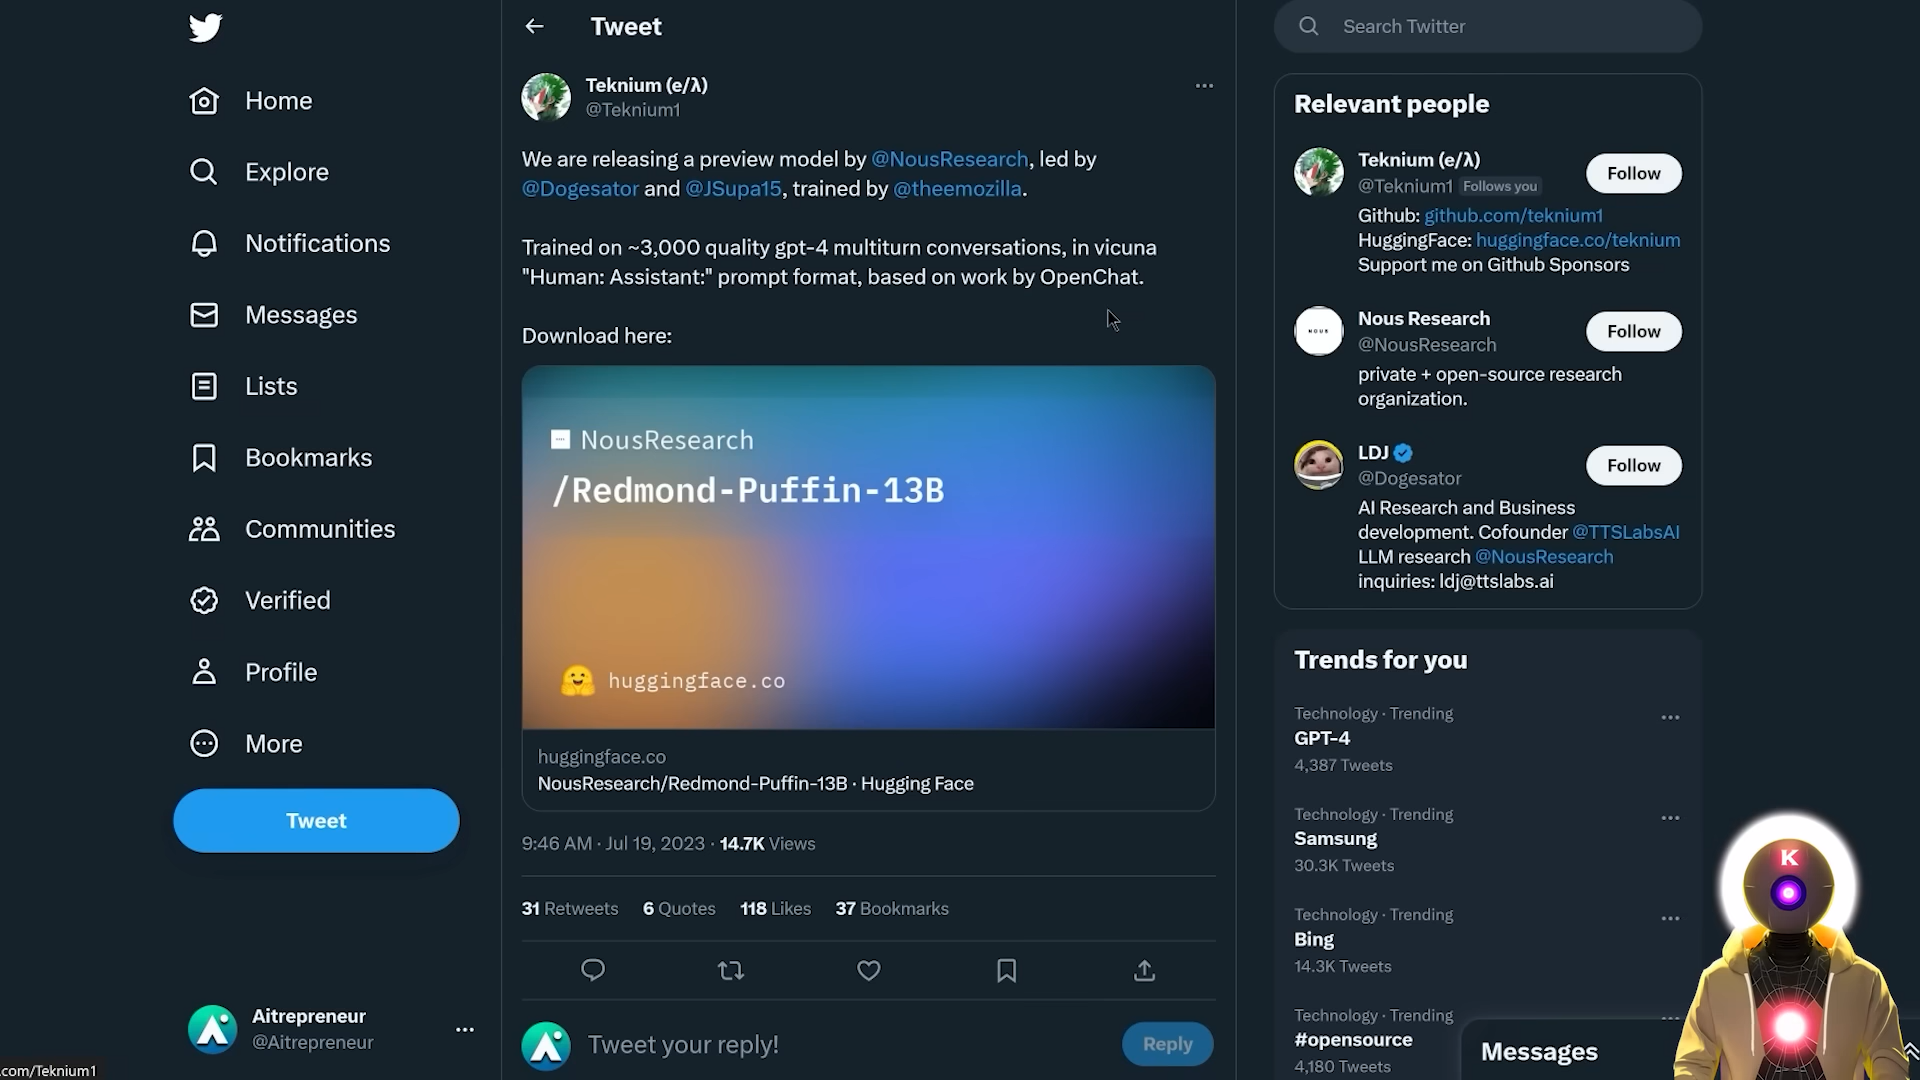 Home
Explore
Notifications
Messages
Lists
Bookmarks
Communities
Verified
Profile
More
Tweet
Aitrepreneur
@Aitrepreneur
.com/Teknium1
Tweet
Teknium (e/λ)
@Teknium1
We are releasing a preview model by @NousResearch, led by
@Dogesator and @JSupa15, trained by @theemozilla.
Trained on ~3,000 quality gpt-4 multiturn conversations, in vicuna
"Human: Assistant:" prompt format, based on work by OpenChat.
Download here:
NousResearch
/Redmond-Puffin-13B
huggingface.co
huggingface.co
NousResearch/Redmond-Puffin-13B · Hugging Face
9:46 AM · Jul 19, 2023 · 14.7K Views
31 Retweets 6 Quotes 118 Likes 37 Bookmarks
Tweet your reply!
Reply
Search Twitter
Relevant people
Teknium (e/λ)
@Teknium1 Follows you
Follow
Github: github.com/teknium1
HuggingFace: huggingface.co/teknium
Support me on Github Sponsors
NOUS
Nous Research
@NousResearch
Follow
private + open-source research
organization.
LDJ
@Dogesator
Follow
AI Research and Business
development. Cofounder @TTSLabsAI
LLM research @NousResearch
inquiries: ldj@ttslabs.ai
Trends for you
Technology · Trending
GPT-4
4,387 Tweets
Technology · Trending
Samsung
30.3K Tweets
Technology · Trending
Bing
14.3K Tweets
Technology · Trending
#opensource
4,180 Tweets
Messages
K